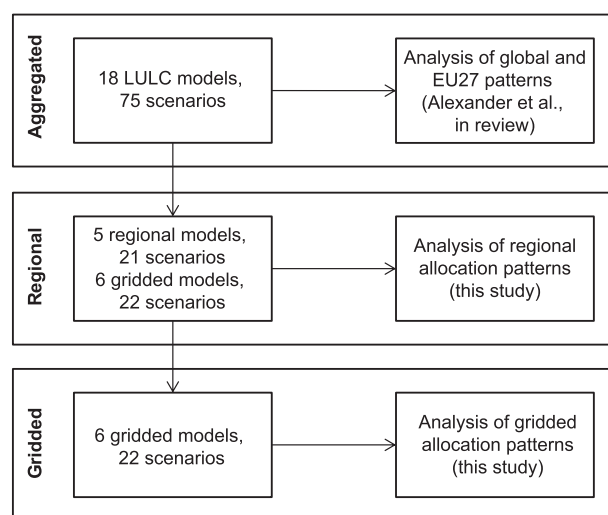 Aggregated
18 LULC models,
75 scenarios
Analysis of global and
EU27 patterns
(Alexander et al.,
in review)
Regional
5 regional models,
21 scenarios
6 gridded models,
22 scenarios
Analysis of regional
allocation patterns
(this study)
Gridded
6 gridded models,
22 scenarios
Analysis of gridded
allocation patterns
(this study)